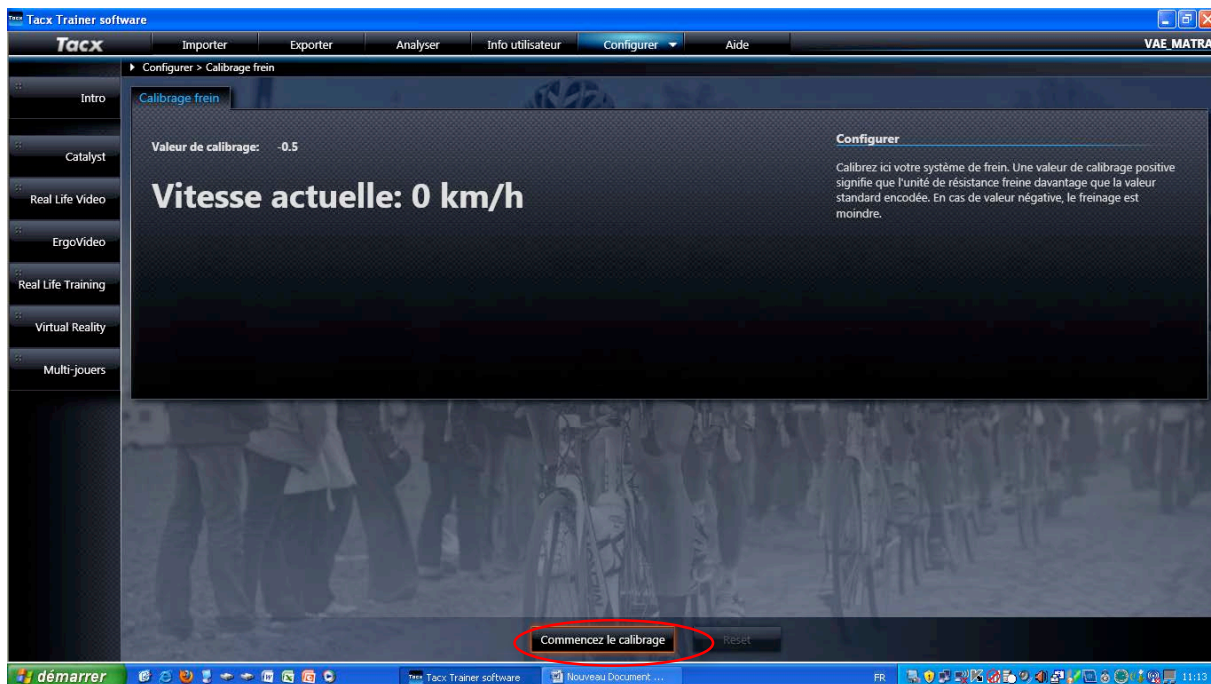 Tacx Trainer software
Tacx Importer Exporter Analyser Info utilisateur Configurer Aide VAE_MATRA
Configurer > Calibrage frein
Intro
Catalyst
Real Life Video
ErgoVideo
Real Life Training
Virtual Reality
Multi-jouers
Calibrage frein
Valeur de calibrage: -0.5
Vitesse actuelle: 0 km/h
Configurer
Calibrez ici votre système de frein. Une valeur de calibrage positive
signifie que l'unité de résistance freine davantage que la valeur
standard encodée. En cas de valeur négative, le freinage est
moindre.
Commencez le calibrage Reset
démarrer Tacx Trainer software Nouveau Document ... FR 11:13